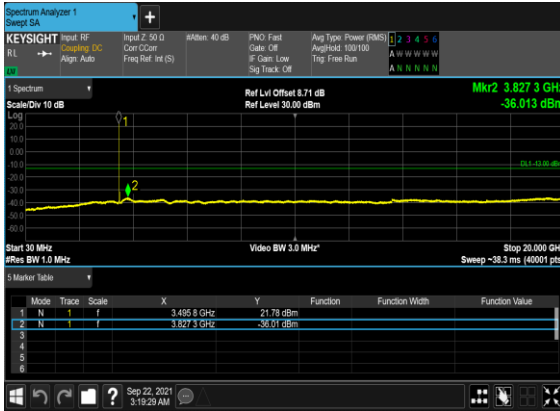 Spectrum Analyzer 1
Swept SA
+
KEYSIGHT Input: RF Input Z: 50 Ω #Atten: 40 dB PNO: Fast Avg Type: Power (RMS) 1 2 3 4 5 6
RL Coupling: DC Corr CCorr Gate: Off Avg|Hold: 100/100 A W W W W W
Align: Auto Freq Ref: Int (S) IF Gain: Low Trig: Free Run
Sig Track: Off A N N N N N
1 Spectrum Ref Lvl Offset 8.71 dB Mkr2 3.827 3 GHz
Scale/Div 10 dB Ref Level 30.00 dBm -36.013 dBm
Log
20.0
10.0
0.00
-10.0
-20.0
-30.0
-40.0
-50.0
-60.0
1
2
DL1 -13.00 dBm
Start 30 MHz Video BW 3.0 MHz* Stop 20.000 GHz
#Res BW 1.0 MHz Sweep ~38.3 ms (40001 pts)
5 Marker Table
Mode Trace Scale X Y Function Function Width Function Value
1 N 1 f 3.495 8 GHz 21.78 dBm
2 N 1 f 3.827 3 GHz -36.01 dBm
3
4
5
6
? Sep 22, 2021
3:19:29 AM